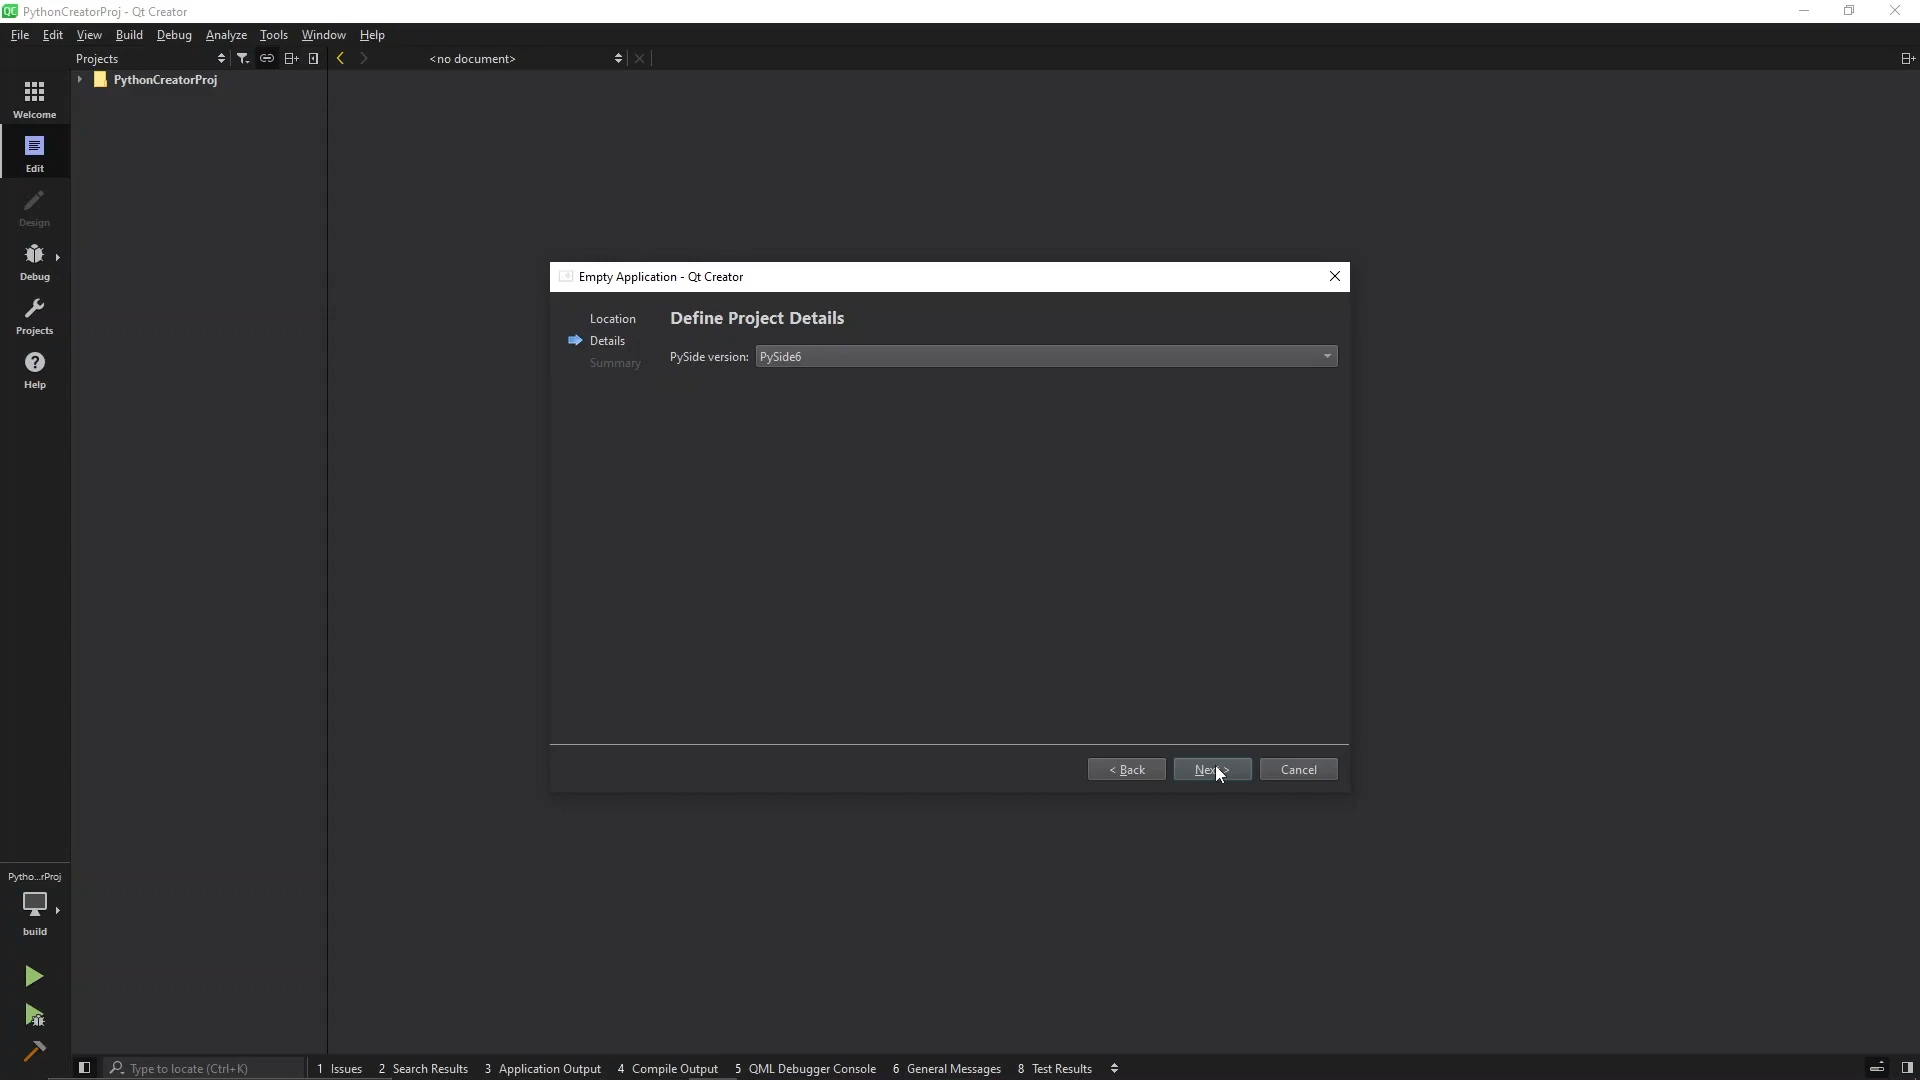 PythonCreatorProj - Qt Creator
File Edit View Build Debug Analyze Tools Window Help
Projects <no document>
PythonCreatorProj
Welcome
Edit
Design
Debug
Projects
Help
Empty Application - Qt Creator
Location
Details
Summary
Define Project Details
PySide version: PySide6
< Back Next > Cancel
Pytho...rProj
build
Type to locate (Ctrl+K) 1 Issues 2 Search Results 3 Application Output 4 Compile Output 5 QML Debugger Console 6 General Messages 8 Test Results